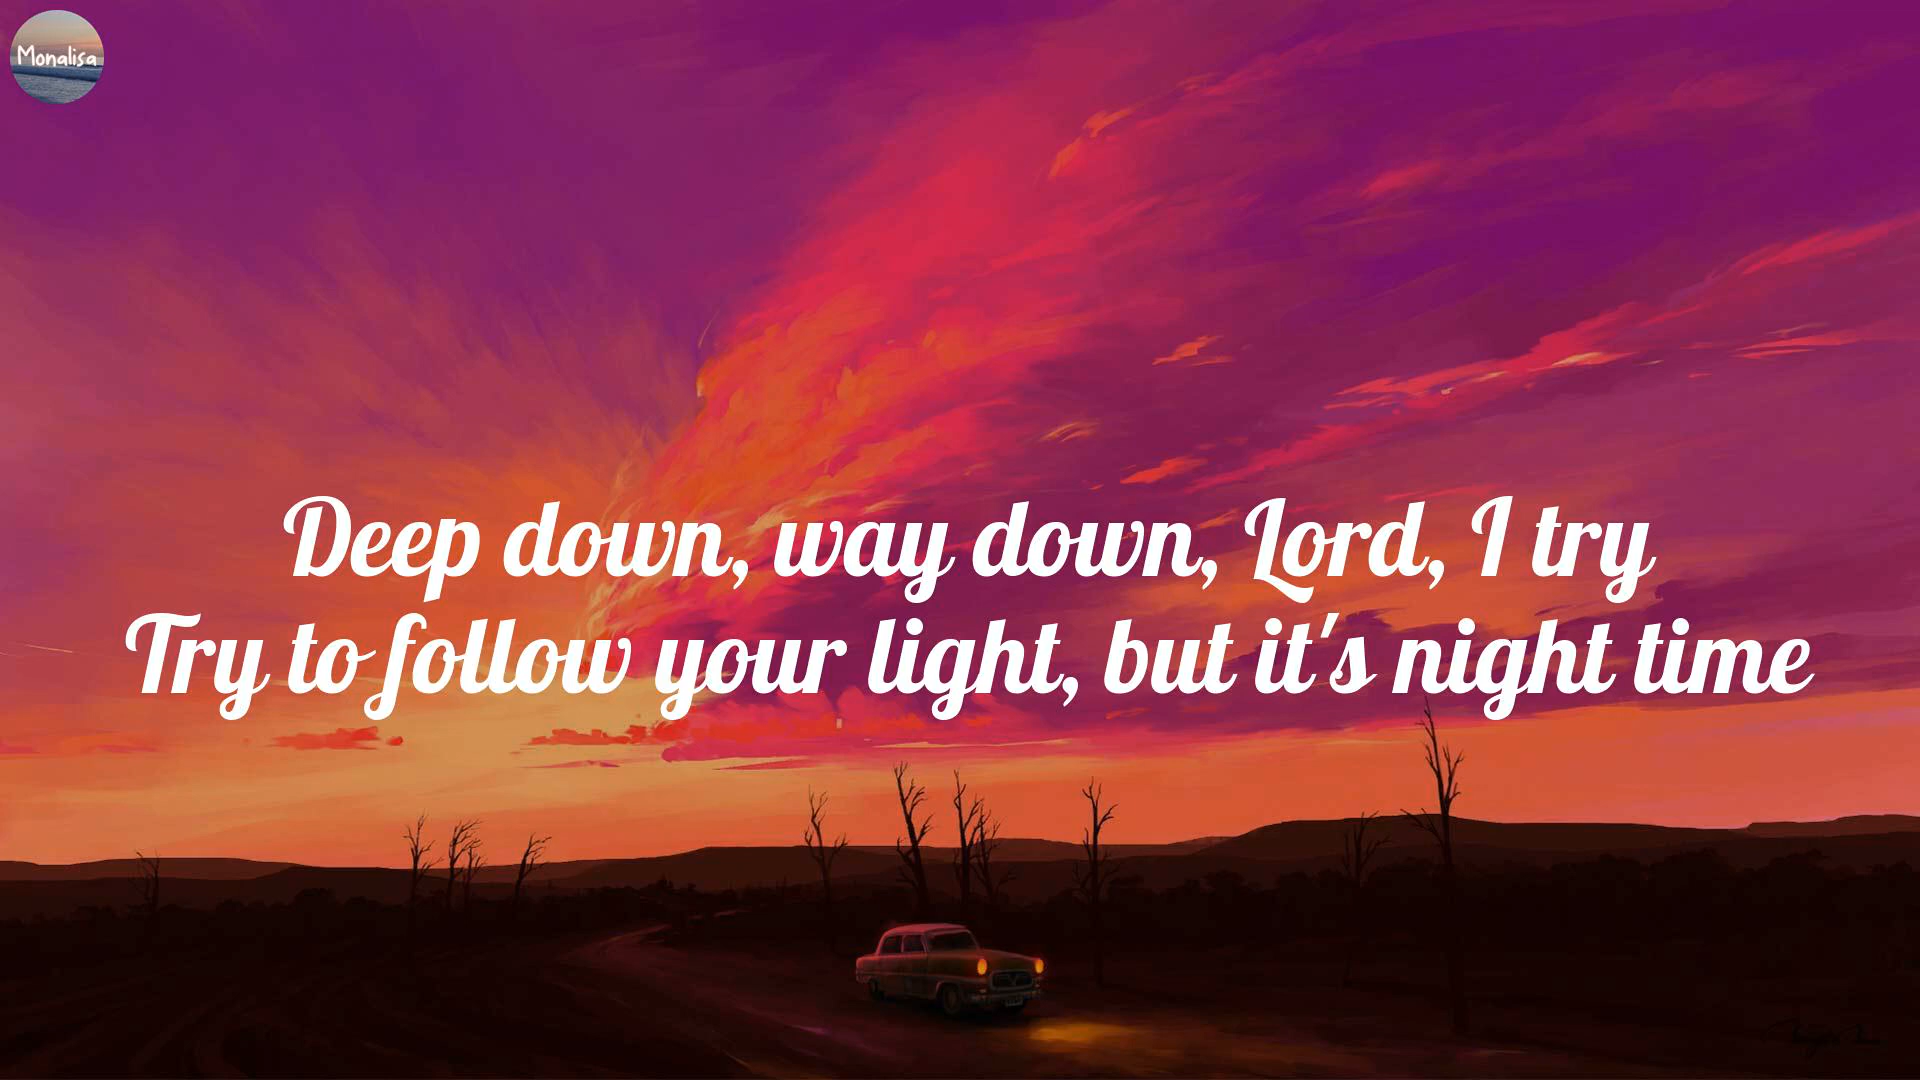 Monalisa
Deep down, way down, Lord, I try
Try to follow your light, but it's night time